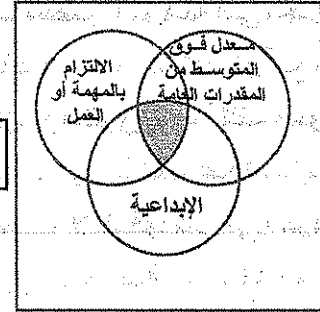 معدل فوق
المتوسط من
المقدرات العامة
الالتزام
بالمهمة أو
العمل
الإبداعية